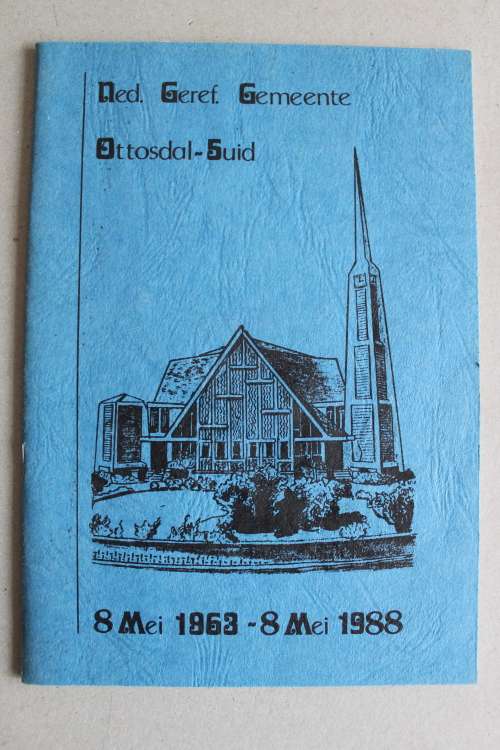 Ned. Geref. Gemeente
Ottosdal-Suid
8 Mei 1963 - 8 Mei 1988